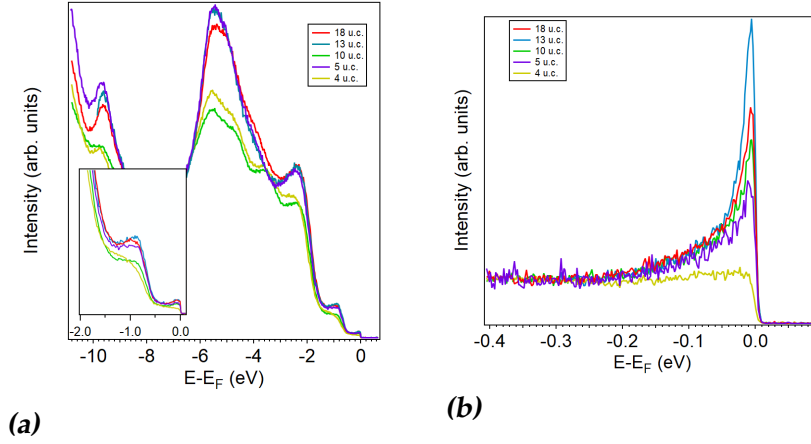 18 u.c.
13 u.c.
10 u.c.
5 u.c.
4 u.c.
Intensity (arb. units)
-2.0
-1.0
0.0
-10
-8
-6
-4
-2
0
E-E_F (eV)
(a)
18 u.c.
13 u.c.
10 u.c.
5 u.c.
4 u.c.
Intensity (arb. units)
-0.4
-0.3
-0.2
-0.1
0.0
E-E_F (eV)
(b)